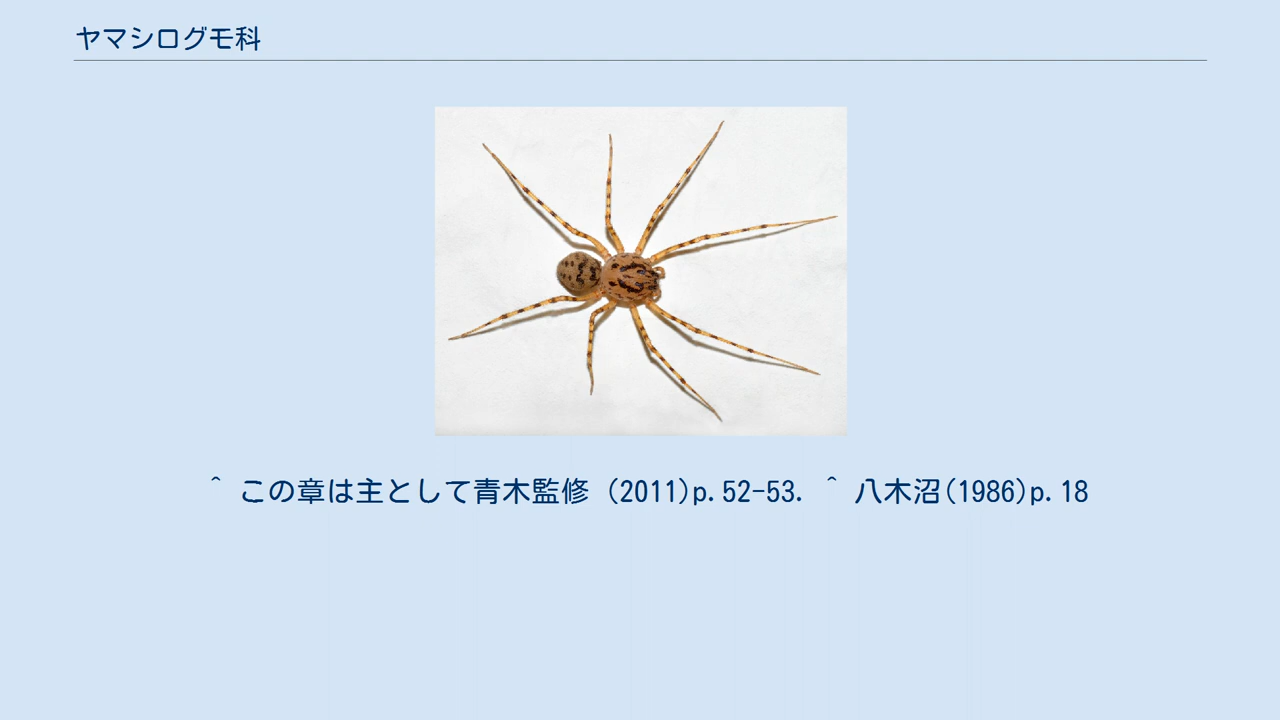 ヤマシログモ科
^ この章は主として青木監修 (2011)p.52-53. ^ 八木沼(1986)p.18